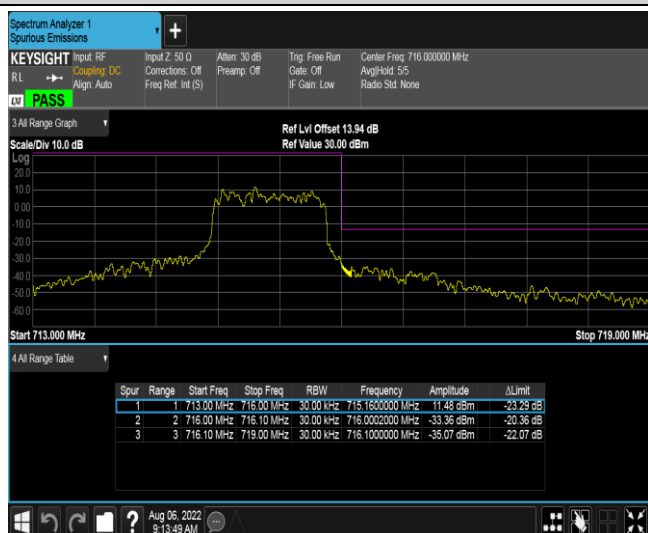 Spectrum Analyzer 1
Spurious Emissions
+
KEYSIGHT Input: RF Input Z: 50 Ω Atten: 30 dB Trig: Free Run Center Freq: 716.000000 MHz
RL Coupling: DC Corrections: Off Preamp: Off Gate: Off Avg|Hold: 5/5
Align: Auto Freq Ref: Int (S) IF Gain: Low Radio Std: None
LXI PASS
3 All Range Graph
Ref Lvl Offset 13.94 dB
Scale/Div 10.0 dB Ref Value 30.00 dBm
Log
20.0
10.0
0.00
-10.0
-20.0
-30.0
-40.0
-50.0
-60.0
Start 713.000 MHz Stop 719.000 MHz
4 All Range Table
Spur Range Start Freq Stop Freq RBW Frequency Amplitude ΔLimit
1 1 713.00 MHz 716.00 MHz 30.00 kHz 715.1600000 MHz 11.48 dBm -23.29 dB
2 2 716.00 MHz 716.10 MHz 30.00 kHz 716.0002000 MHz -33.36 dBm -20.36 dB
3 3 716.10 MHz 719.00 MHz 30.00 kHz 716.1000000 MHz -35.07 dBm -22.07 dB
? Aug 06, 2022
9:13:49 AM